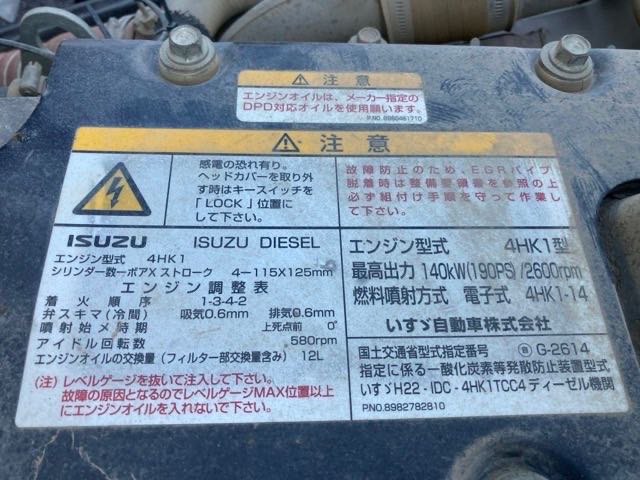 注意
エンジンオイルは、メーカー指定の
DPD対応オイルを使用願います。
P.NO.8980461710
注意
感電の恐れ有り。
ヘッドカバーを取り外
す時はキースイッチを
「LOCK」位置に
して下さい。
故障防止のため、EGRパイプ
脱着時は整備要領書を参照の上
必ず組付け手順を守って作業
して下さい。
ISUZU ISUZU DIESEL
エンジン型式 4HK1
シリンダー数ーボアXストローク 4-115X125mm
エンジン調整表
着火順序 1-3-4-2
弁スキマ(冷間) 吸気0.6mm 排気0.6mm
噴射始メ時期 上死点前 0°
アイドル回転数 580rpm
エンジンオイルの交換量(フィルター部交換量含み) 12L
(注)レベルゲージを抜いて注入して下さい。
故障の原因となるのでレベルゲージMAX位置以上
にエンジンオイルを入れないで下さい。
エンジン型式 4HK1型
最高出力 140kW(190PS)/2600rpm
燃料噴射方式 電子式 4HK1-14
いすゞ自動車株式会社
国土交通省型式指定番号 G-2614
指定に係る一酸化炭素等発散防止装置型式
いすゞH22-IDC-4HK1TCC4ディーゼル機関
P.NO.8982782810